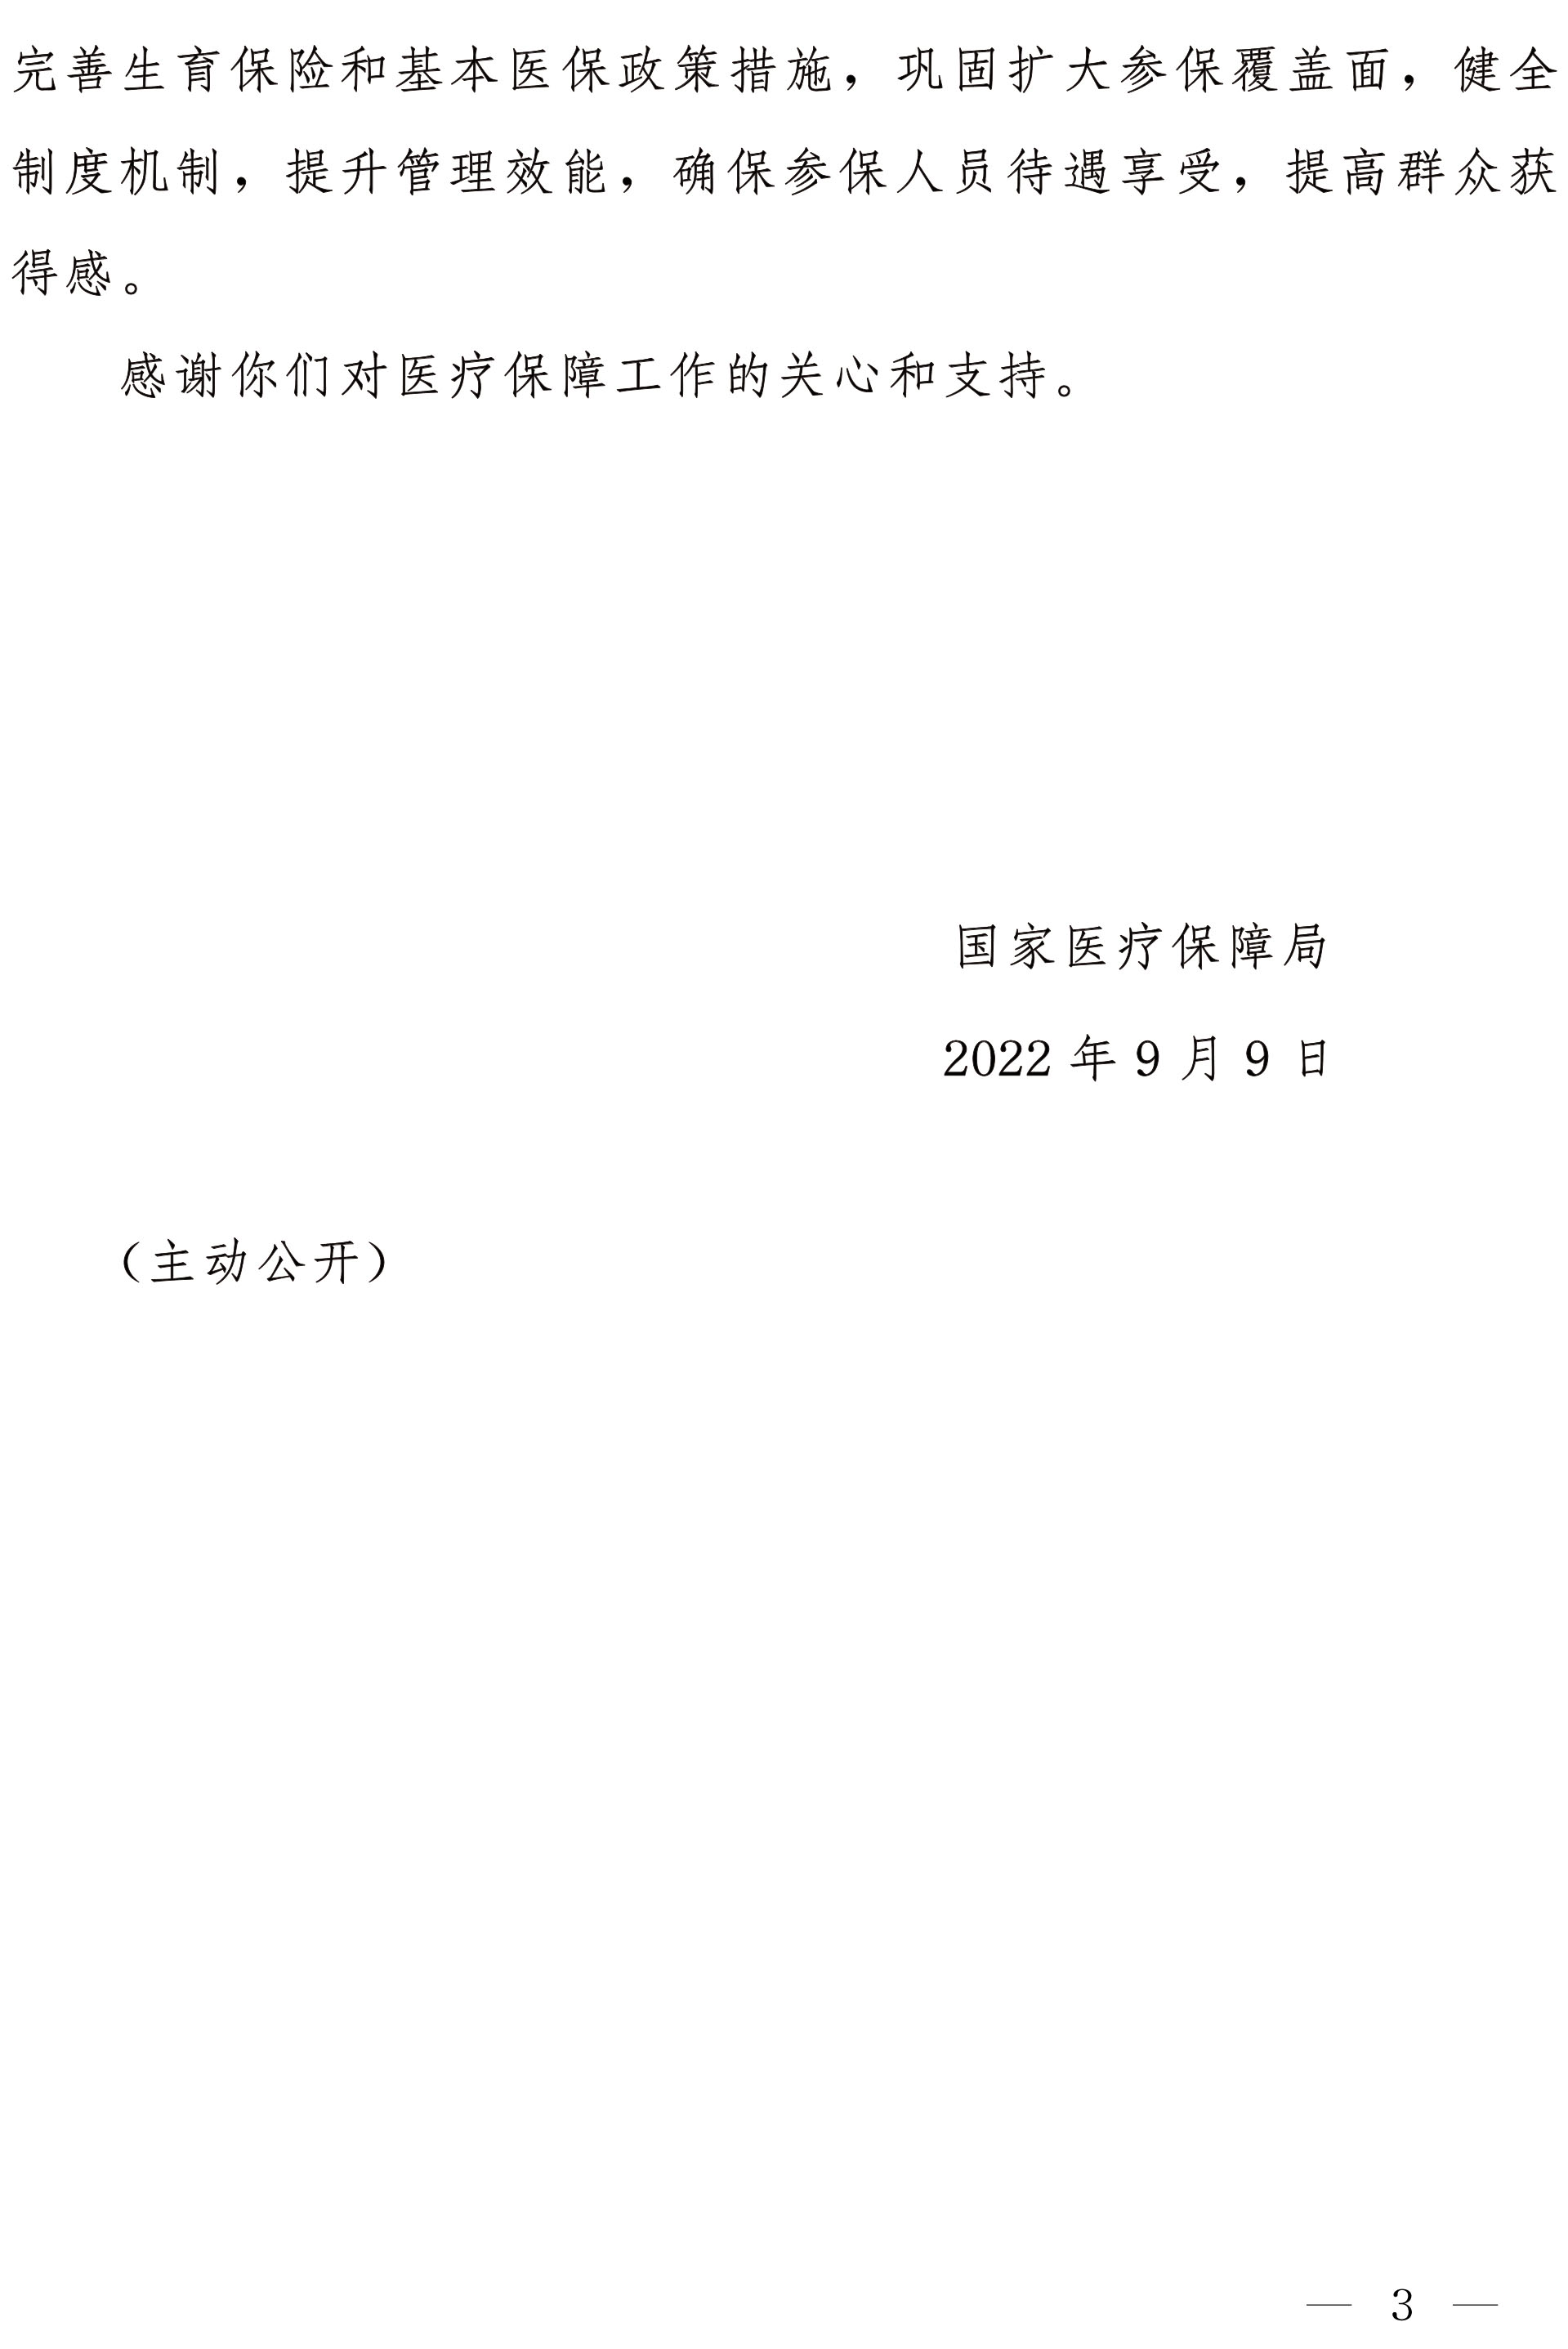 完善生育保险和基本医保政策措施，巩固扩大参保覆盖面，健全
制度机制，提升管理效能，确保参保人员待遇享受，提高群众获
得感。
感谢你们对医疗保障工作的关心和支持。
国家医疗保障局
2022 年 9 月 9 日
（主动公开）
— 3 —